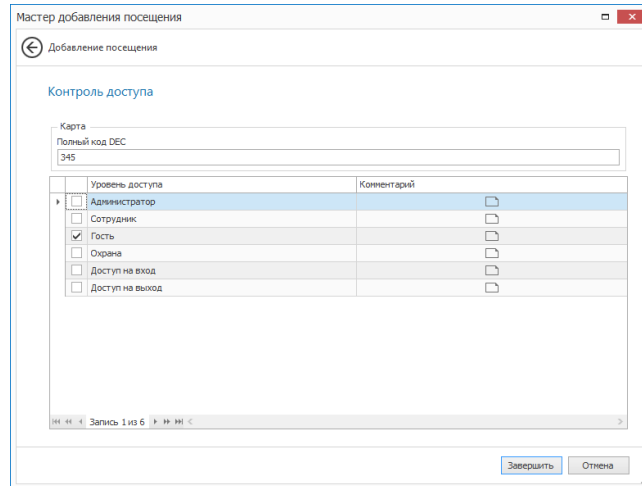 Мастер добавления посещения
Добавление посещения
Контроль доступа
Карта
Полный код DEC
345
Уровень доступа Комментарий
Администратор
Сотрудник
Гость
Охрана
Доступ на вход
Доступ на выход
Запись 1 из 6
Завершить Отмена